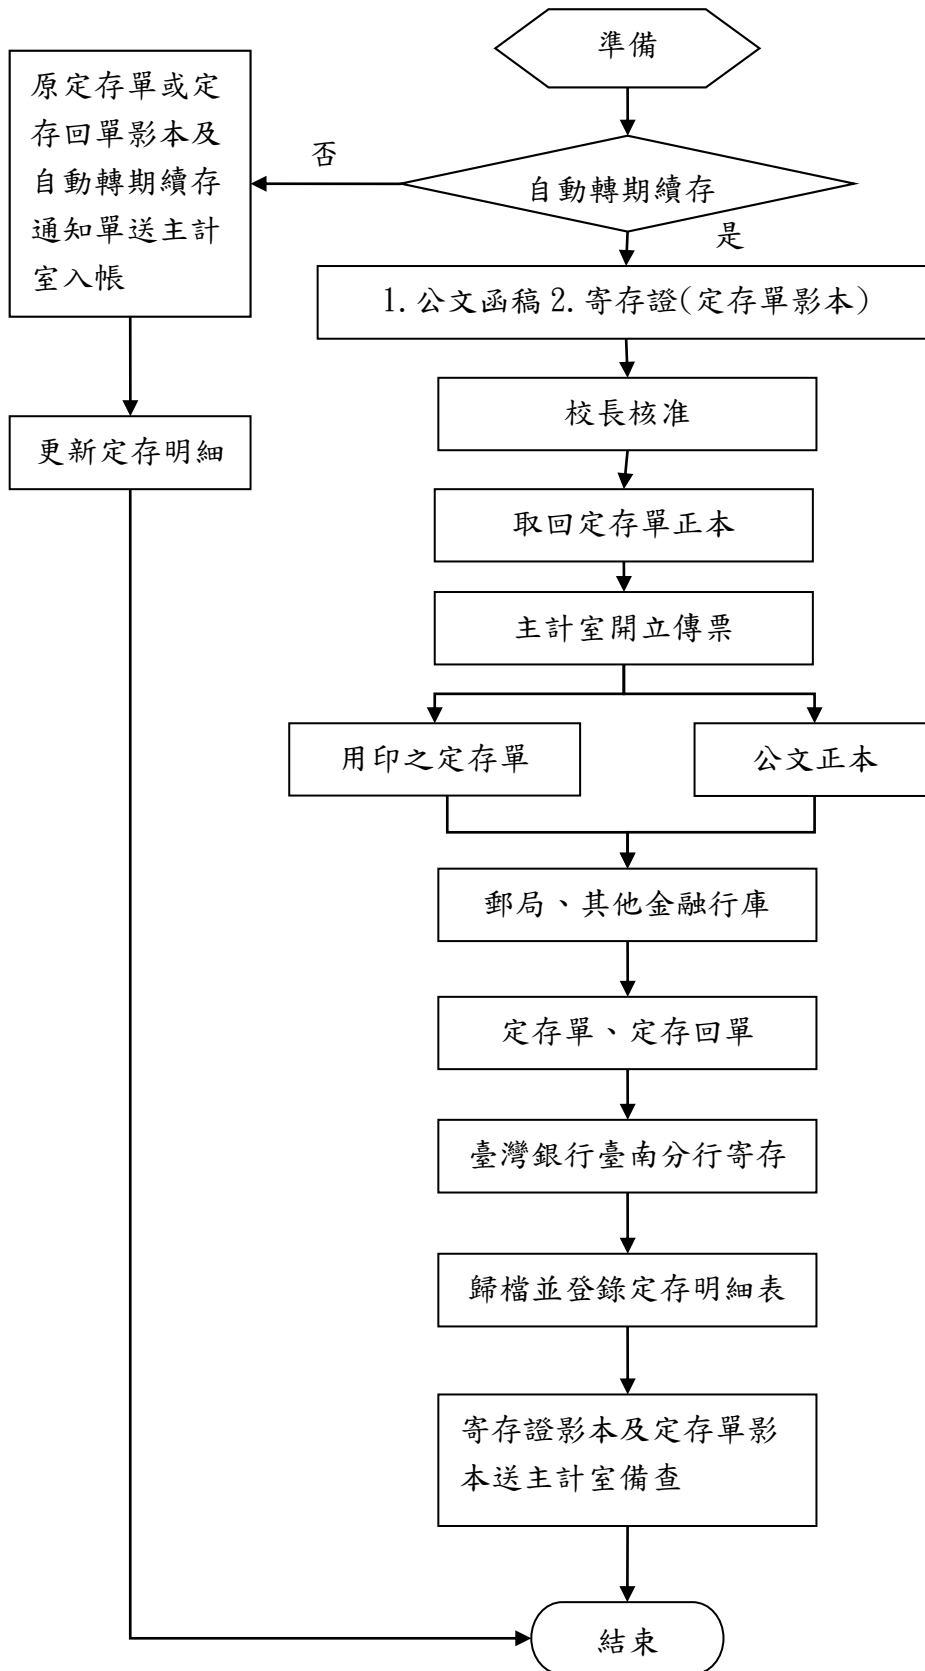 準備
自動轉期續存
否
是
原定存單或定
存回單影本及
自動轉期續存
通知單送主計
室入帳
更新定存明細
1.公文函稿 2.寄存證(定存單影本)
校長核准
取回定存單正本
主計室開立傳票
用印之定存單
公文正本
郵局、其他金融行庫
定存單、定存回單
臺灣銀行臺南分行寄存
歸檔並登錄定存明細表
寄存證影本及定存單影
本送主計室備查
結束